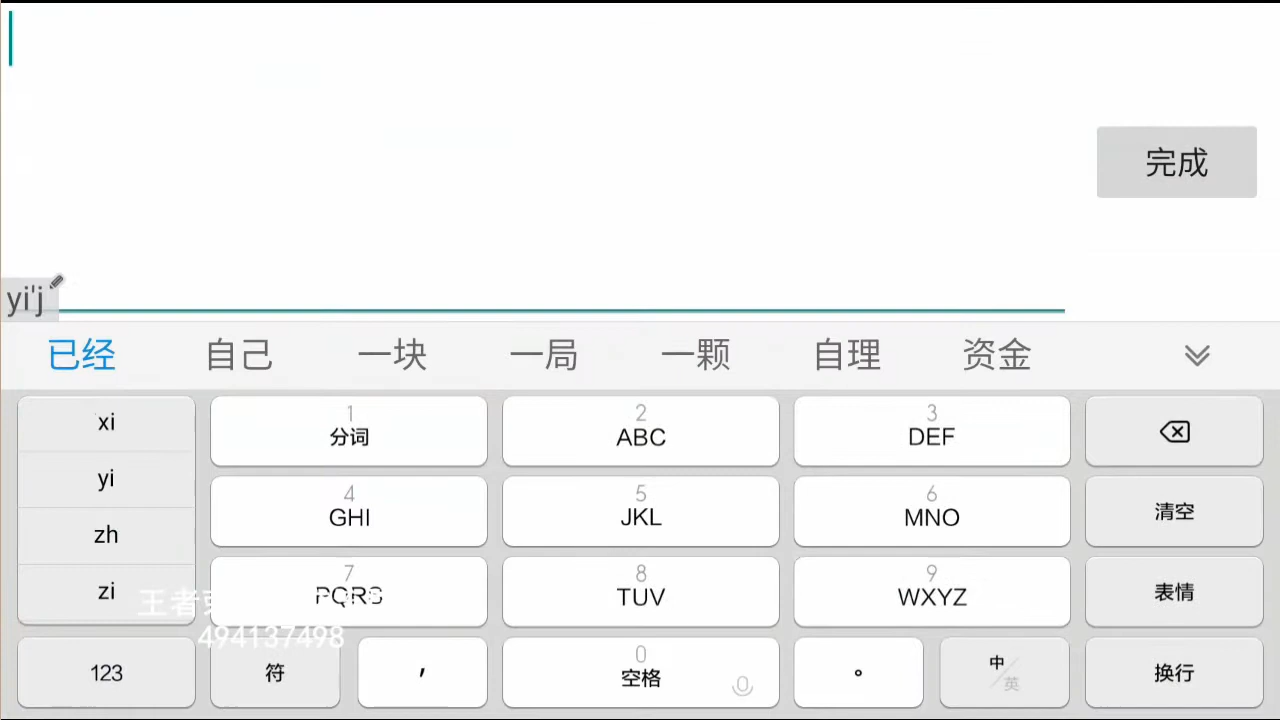 完成
yi'j
已经 自己 一块 一局 一颗 自理 资金
xi
yi
zh
zi
1
分词
2
ABC
3
DEF
4
GHI
5
JKL
清空
6
MNO
7
PQRS
8
TUV
9
WXYZ
表情
王者
494137498
123
符
，
0
空格
。
中/英
换行